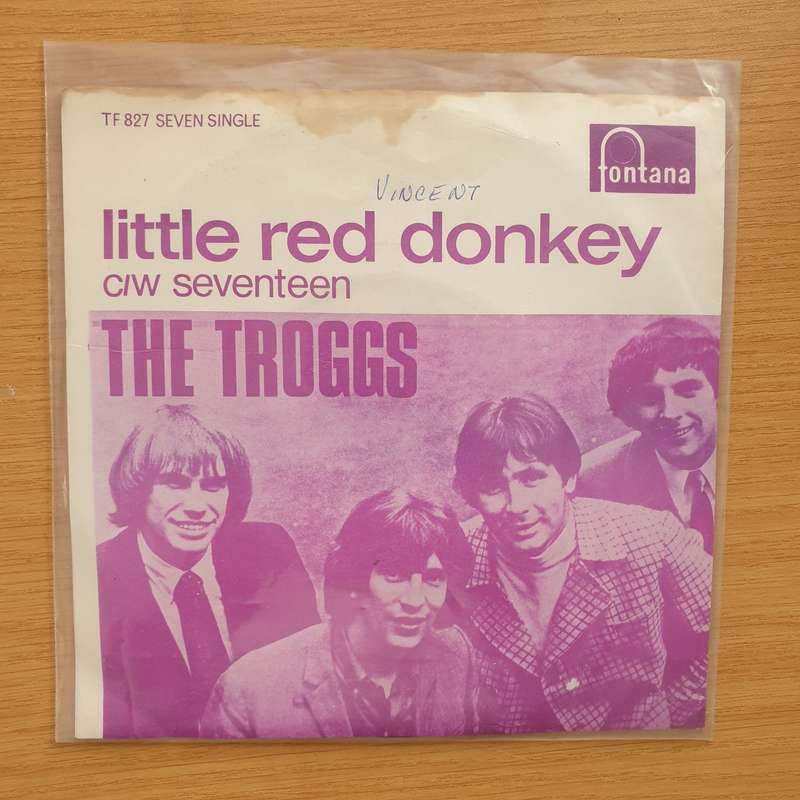 TF 827 SEVEN SINGLE
fontana
VINCENT
little red donkey
c/w seventeen
THE TROGGS